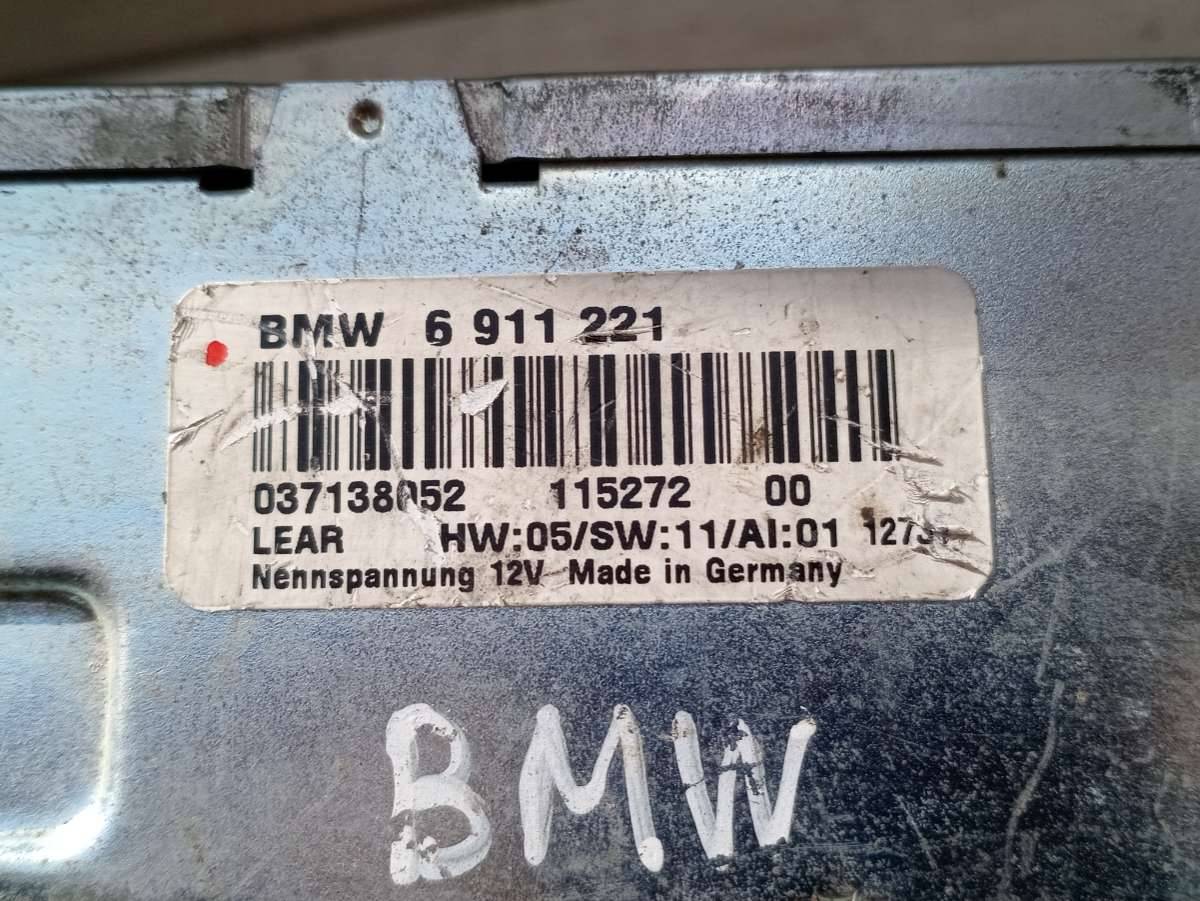 BMW 6 911 221
115272 00
LEAR HW:05/SW:11/AI:01
Nennspannung 12V Made in Germany
BMW